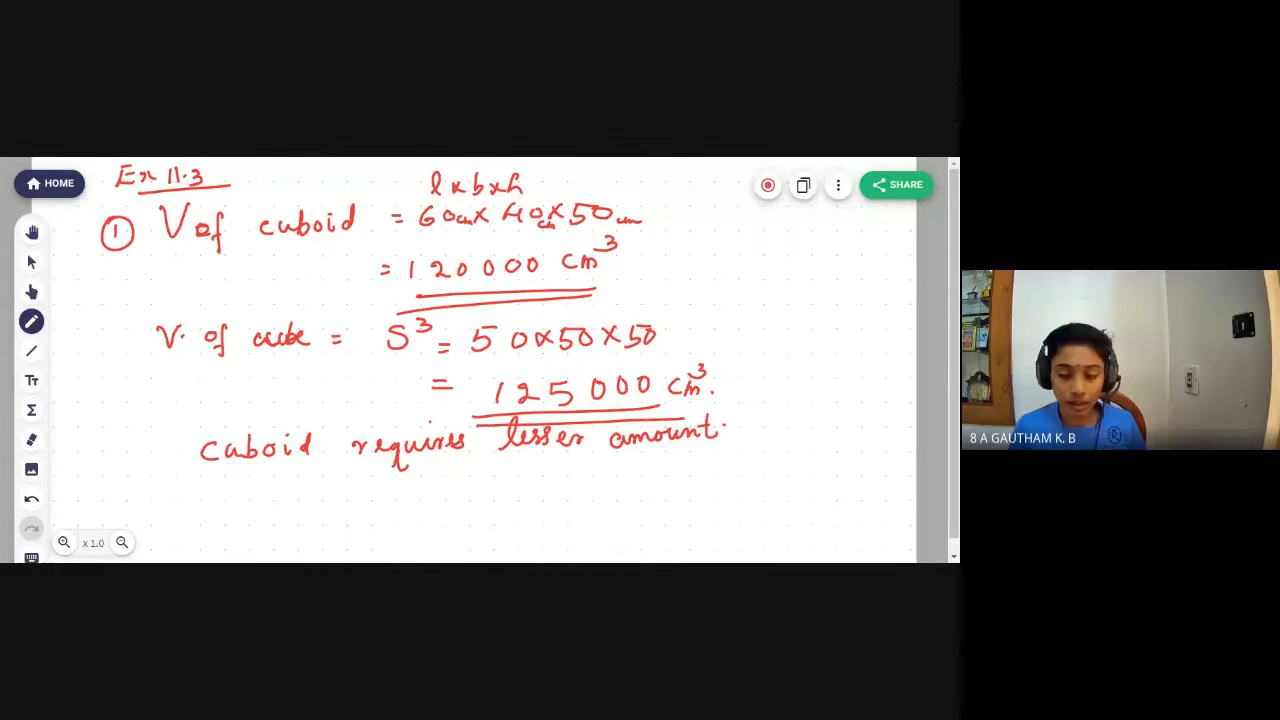 HOME
SHARE
Ex 11.3
l x b x h
① V of cuboid = 60cm x 40cm x 50cm
= 120000 cm³
V. of cube = S³ = 50 x 50 x 50
= 125000 cm³.
cuboid requires lesser amount.
x 1.0
8 A GAUTHAM K. B